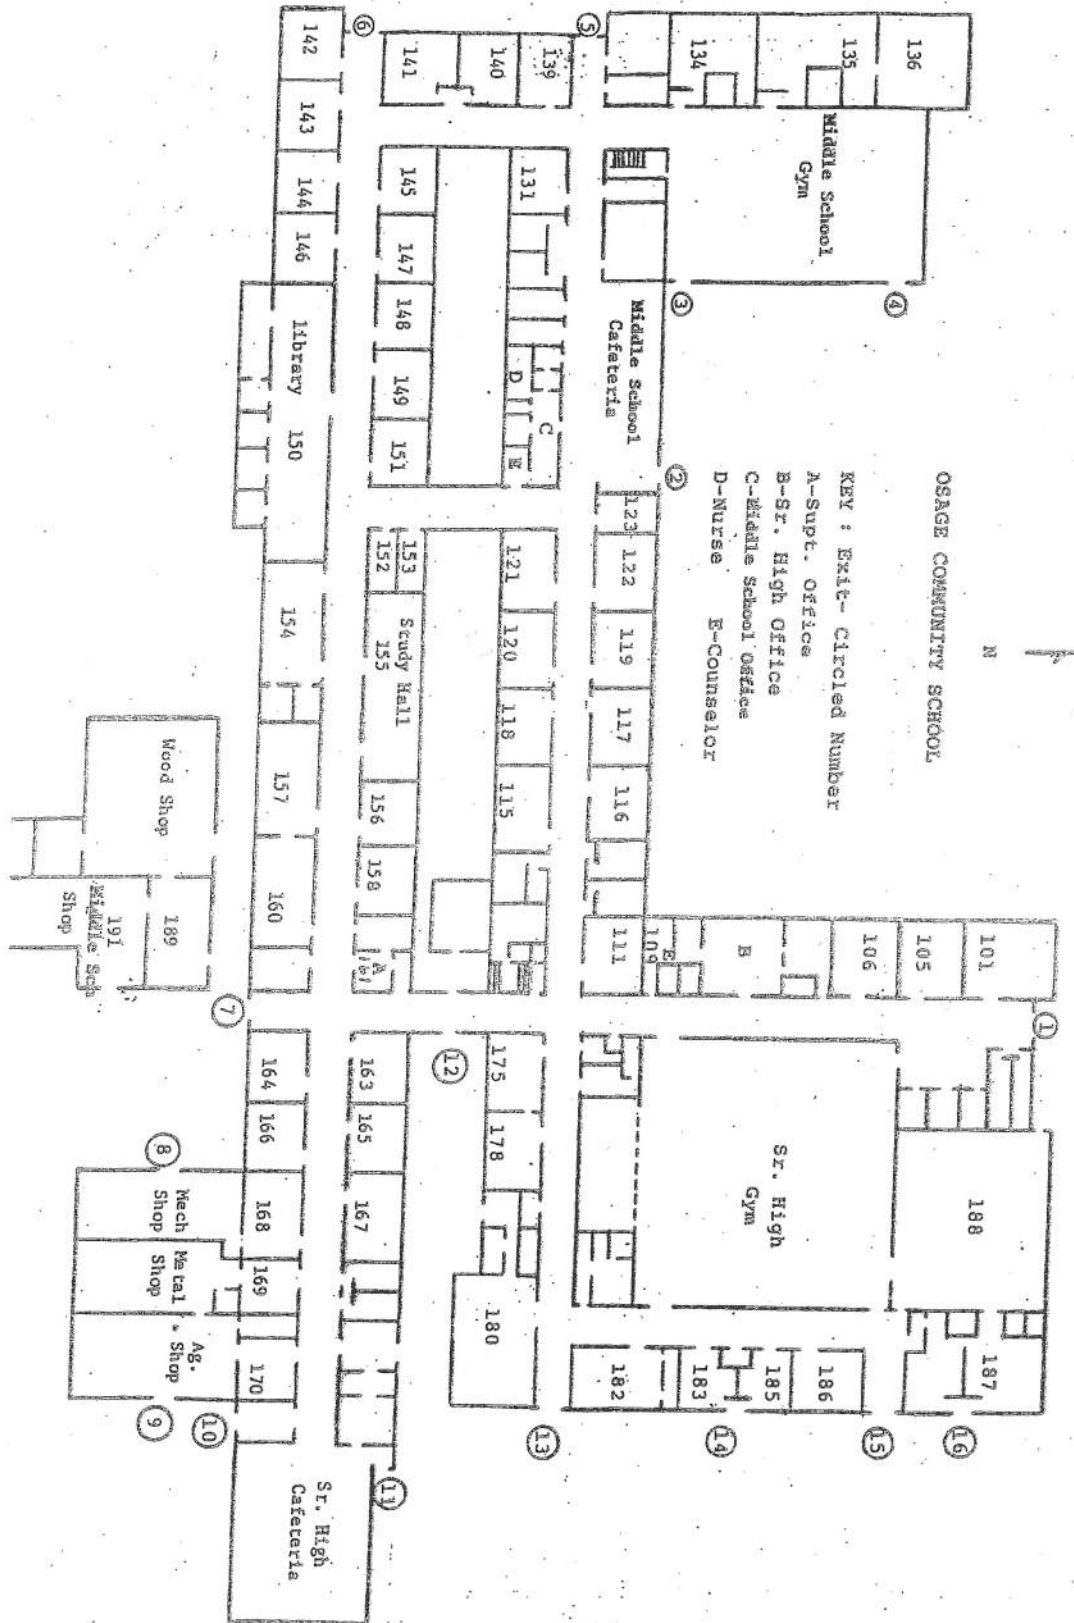 N
OSAGE COMMUNITY SCHOOL
KEY : Exit- Circled Number
A-Supt. Office
B-Sr. High Office
C-Middle School Office
D-Nurse E-Counselor
1
136
135
134
5
139
140
141
6
142
143
144
146
Middle School
Gym
4
3
Middle School
Cafeteria
2
131
D
C
E
145
147
148
149
151
library
150
123
122
119
117
116
111
109
E
B
106
105
101
121
120
118
115
153
152
Study Hall
155
156
158
A
161
154
157
160
7
Wood Shop
189
191
Middle Sch
Shop
188
187
Sr. High
Gym
182
183
185
186
16
15
14
13
175
178
180
12
163
165
167
164
166
168
169
170
8
Mech
Shop
Metal
Shop
Ag.
Shop
9
10
11
Sr. High
Cafeteria